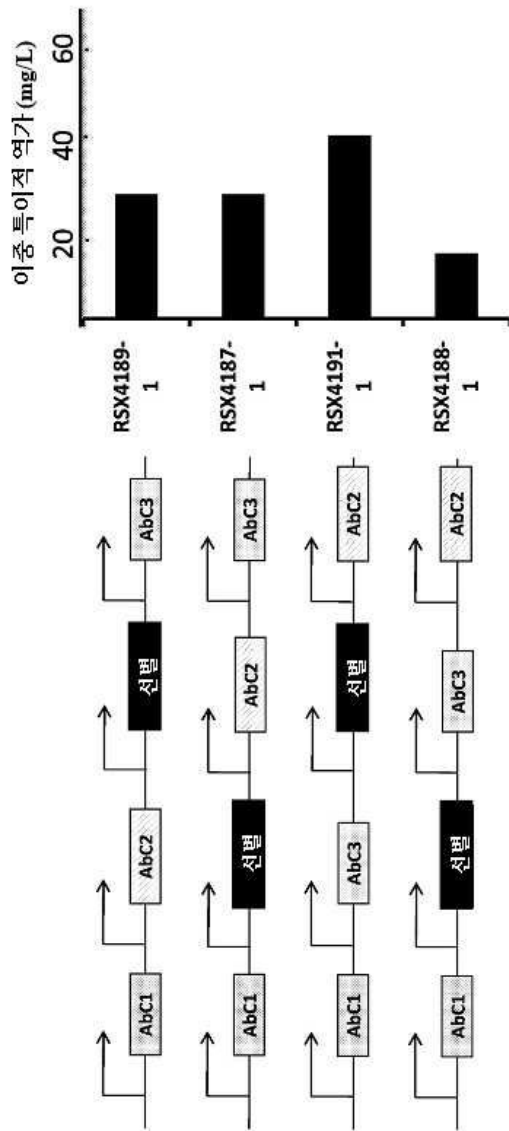 이중 특이적 역가 (mg/L)
20
40
60
AbC1
AbC2
선별
AbC3
RSX4189-
1
AbC1
선별
AbC2
AbC3
RSX4187-
1
AbC1
AbC3
선별
AbC2
RSX4191-
1
AbC1
선별
AbC3
AbC2
RSX4188-
1